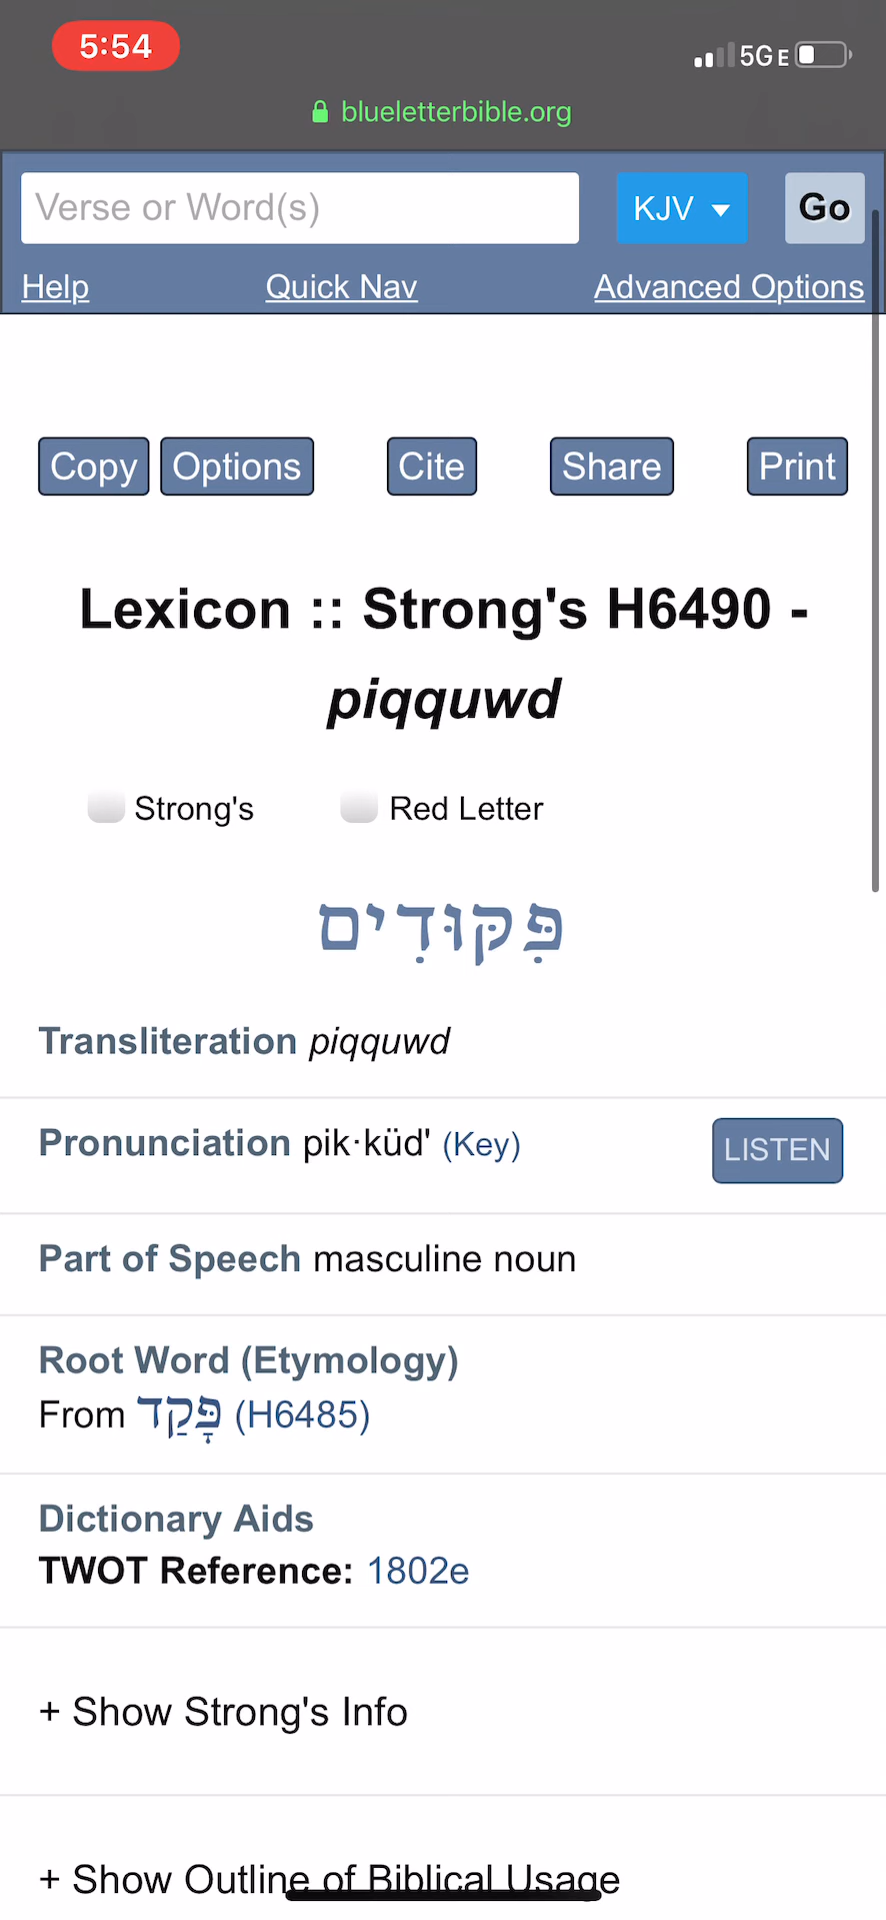 5:54
5GE
blueletterbible.org
Verse or Word(s)
KJV
Go
Help Quick Nav Advanced Options
Copy Options Cite Share Print
Lexicon :: Strong's H6490 -
piqquwd
Strong's Red Letter
פִּקּוּדִים
Transliteration piqquwd
Pronunciation pik·küd' (Key)
LISTEN
Part of Speech masculine noun
Root Word (Etymology)
From פָּקַד (H6485)
Dictionary Aids
TWOT Reference: 1802e
+ Show Strong's Info
+ Show Outline of Biblical Usage